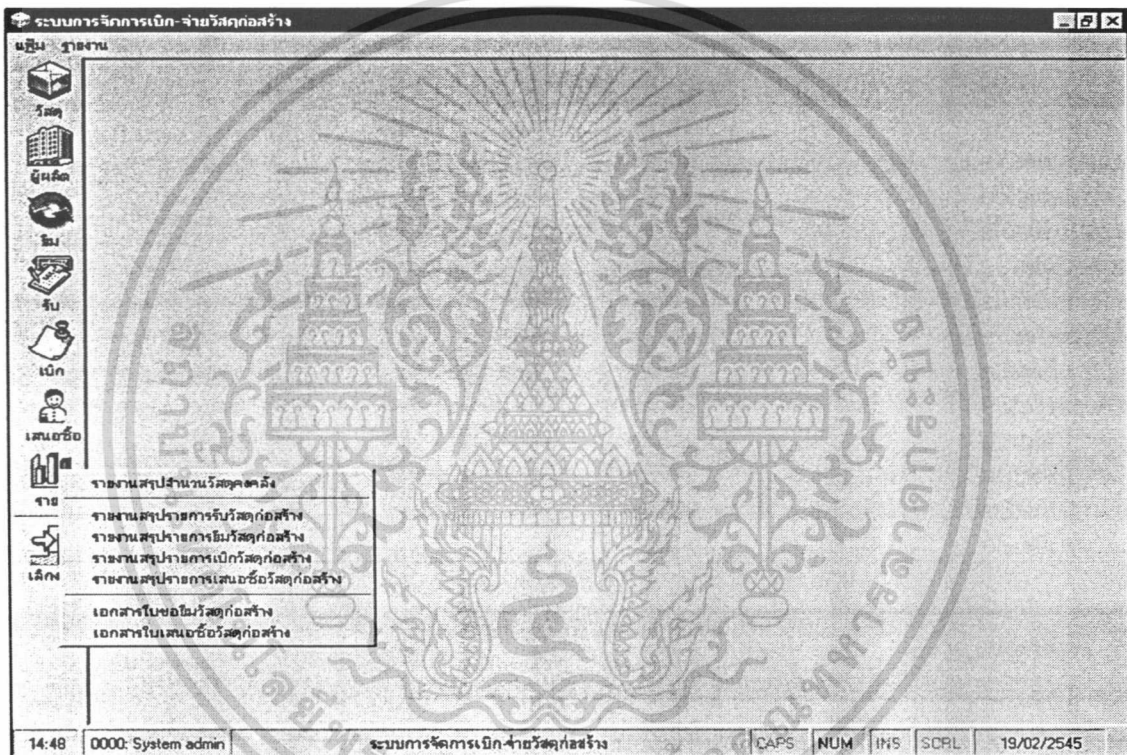 ระบบการจัดการเบิก-จ่ายวัสดุก่อสร้าง
แฟ้ม รายงาน
วัสดุ
ผู้ผลิต
ยืม
รับ
เบิก
เสนอซื้อ
ราย
เลิกง
รายงานสรุปจำนวนวัสดุคงคลัง
รายงานสรุปรายการรับวัสดุก่อสร้าง
รายงานสรุปรายการยืมวัสดุก่อสร้าง
รายงานสรุปรายการเบิกวัสดุก่อสร้าง
รายงานสรุปรายการเสนอซื้อวัสดุก่อสร้าง
เอกสารใบขอยืมวัสดุก่อสร้าง
เอกสารใบเสนอซื้อวัสดุก่อสร้าง
14:48 0000: System admin ระบบการจัดการเบิก-จ่ายวัสดุก่อสร้าง CAPS NUM INS SCRL 19/02/2545